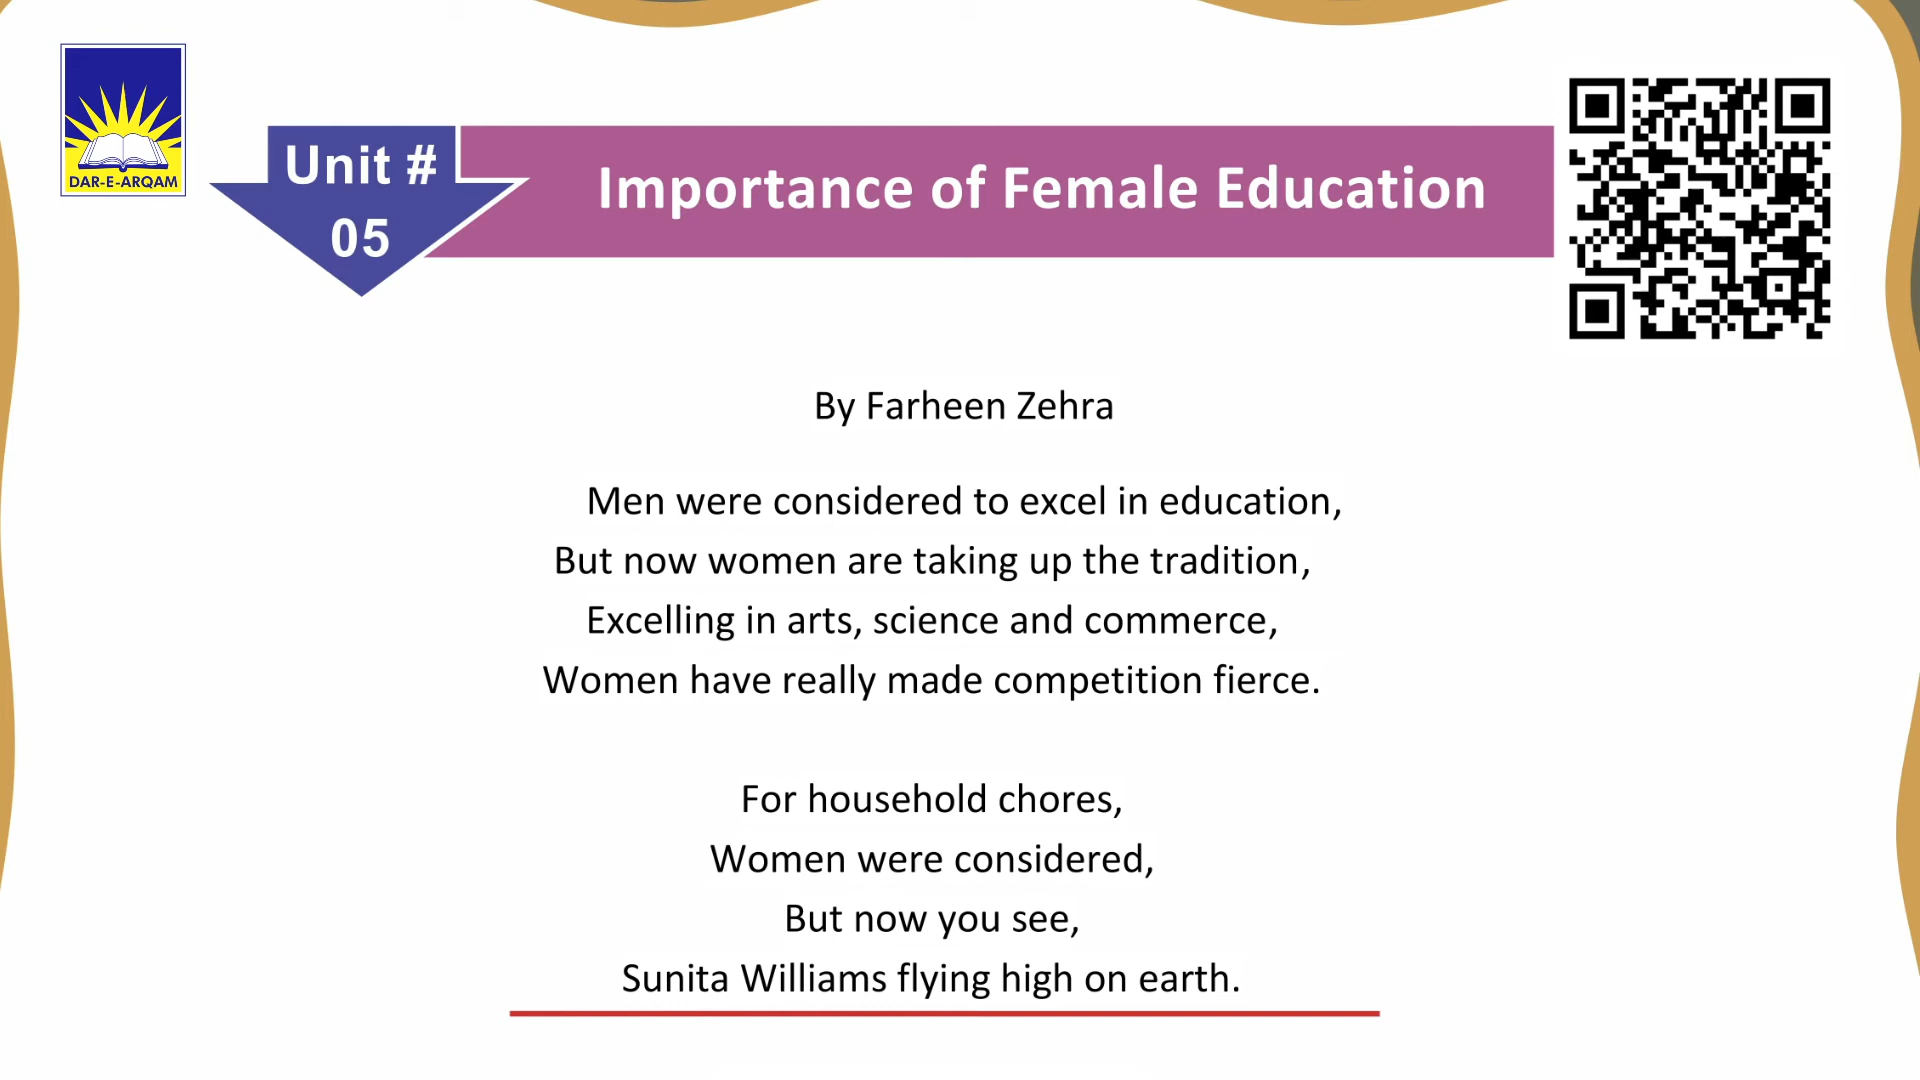 DAR-E-ARQAM
Unit #
05
Importance of Female Education
By Farheen Zehra
Men were considered to excel in education,
But now women are taking up the tradition,
Excelling in arts, science and commerce,
Women have really made competition fierce.
For household chores,
Women were considered,
But now you see,
Sunita Williams flying high on earth.